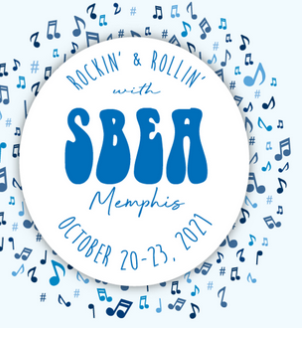 ROCKIN' & ROLLIN'
with
SBEA
Memphis
OCTOBER 20-23, 2021